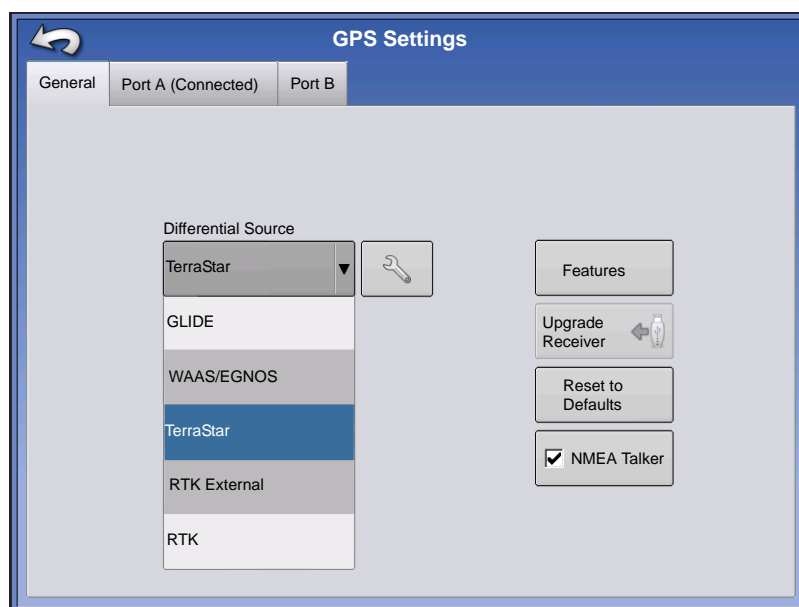 GPS Settings
General
Port A (Connected)
Port B
Differential Source
TerraStar
GLIDE
WAAS/EGNOS
TerraStar
RTK External
RTK
Features
Upgrade
Receiver
Reset to
Defaults
NMEA Talker